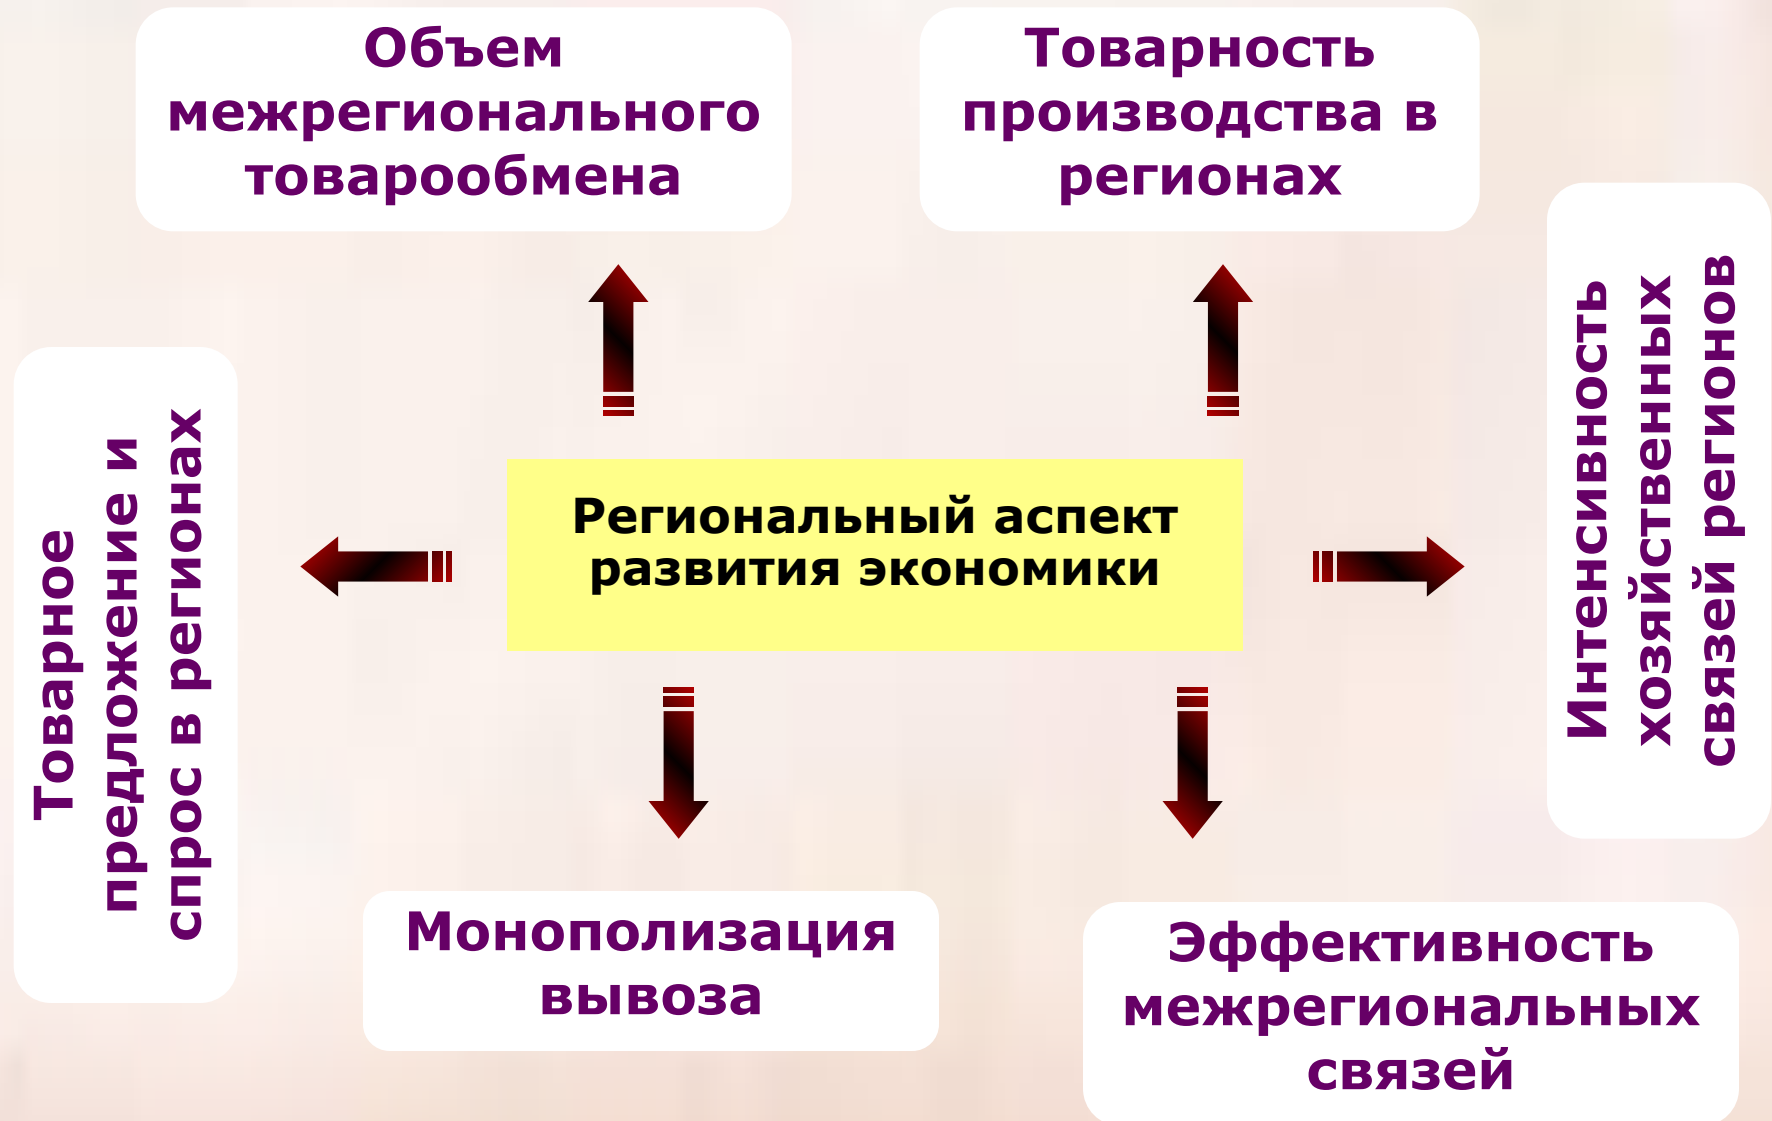 Объем
межрегионального
товарообмена
Товарность
производства в
регионах
Товарное
предложение и
спрос в регионах
Региональный аспект
развития экономики
Интенсивность
хозяйственных
связей регионов
Монополизация
вывоза
Эффективность
межрегиональных
связей